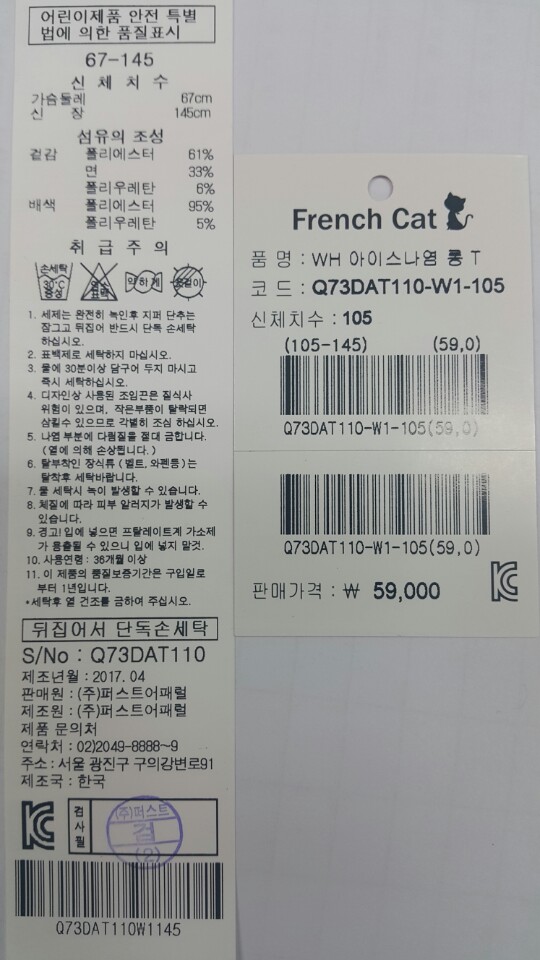 어린이제품 안전 특별
법에 의한 품질표시
67-145
신 체 치 수
가슴둘레 67cm
신 장 145cm
섬유의 조성
겉감 폴리에스터 61%
면 33%
폴리우레탄 6%
배색 폴리에스터 95%
폴리우레탄 5%
취 급 주 의
손세탁
30℃
중성
염소
표백
약하게
옷걸이
1. 세제는 완전히 녹인후 지퍼 단추는
잠그고 뒤집어 반드시 단독 손세탁
하십시오.
2. 표백제로 세탁하지 마십시오.
3. 물에 30분이상 담구어 두지 마시고
즉시 세탁하십시오.
4. 디자인상 사용된 조임끈은 질식사
위험이 있으며, 작은부품이 탈락되면
삼킬수 있으므로 각별히 조심 하십시오.
5. 나염 부분에 다림질을 절대 금합니다.
(열에 의해 손상됩니다.)
6. 탈부착인 장식류(벨트, 와펜등)는
탈착후 세탁바랍니다.
7. 물 세탁시 녹이 발생할 수 있습니다.
8. 체질에 따라 피부 알러지가 발생할 수
있습니다.
9. 경고! 입에 넣으면 프탈레이트계 가소제
가 용출될 수 있으니 입에 넣지 말것.
10. 사용연령 : 36개월 이상
11. 이 제품의 품질보증기간은 구입일로
부터 1년입니다.
*세탁후 열 건조를 금하여 주십시오.
뒤집어서 단독손세탁
S/No : Q73DAT110
제조년월 : 2017. 04
판매원 : (주)퍼스트어패럴
제조원 : (주)퍼스트어패럴
제품 문의처
연락처 : 02)2049-8888~9
주소 : 서울 광진구 구의강변로91
제조국 : 한국
검사필
(주)퍼스트
검
(2)
Q73DAT110W1145
French Cat
품 명 : WH 아이스나염 롱 T
코 드 : Q73DAT110-W1-105
신체치수 : 105
(105-145) (59,0)
Q73DAT110-W1-105(59,0)
Q73DAT110-W1-105(59,0)
판매가격 : ₩ 59,000